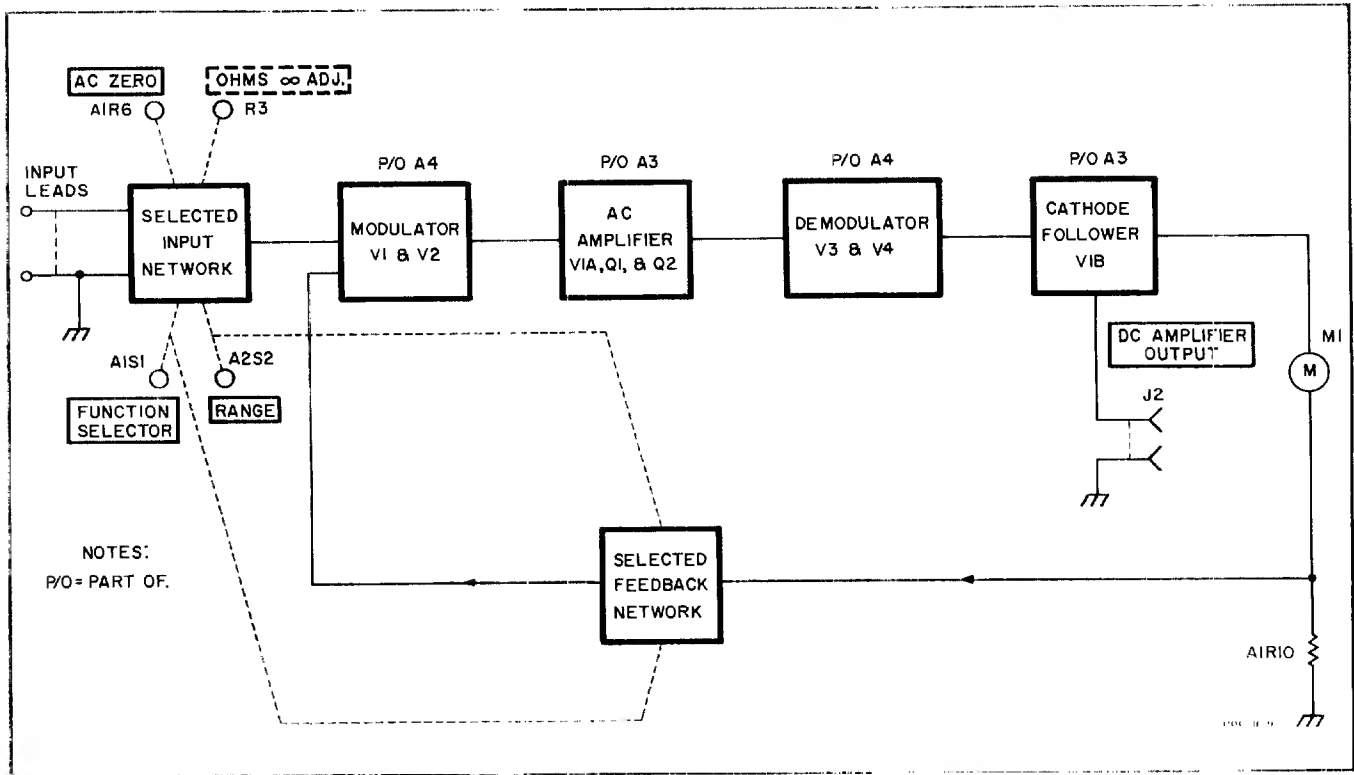 AC ZERO
OHMS ∞ ADJ.
A1R6
R3
INPUT
LEADS
SELECTED
INPUT
NETWORK
P/O A4
MODULATOR
V1 & V2
P/O A3
AC
AMPLIFIER
V1A, Q1, & Q2
P/O A4
DEMODULATOR
V3 & V4
P/O A3
CATHODE
FOLLOWER
V1B
A1S1
A2S2
FUNCTION
SELECTOR
RANGE
DC AMPLIFIER
OUTPUT
J2
M1
M
NOTES:
P/O = PART OF.
SELECTED
FEEDBACK
NETWORK
A1R10